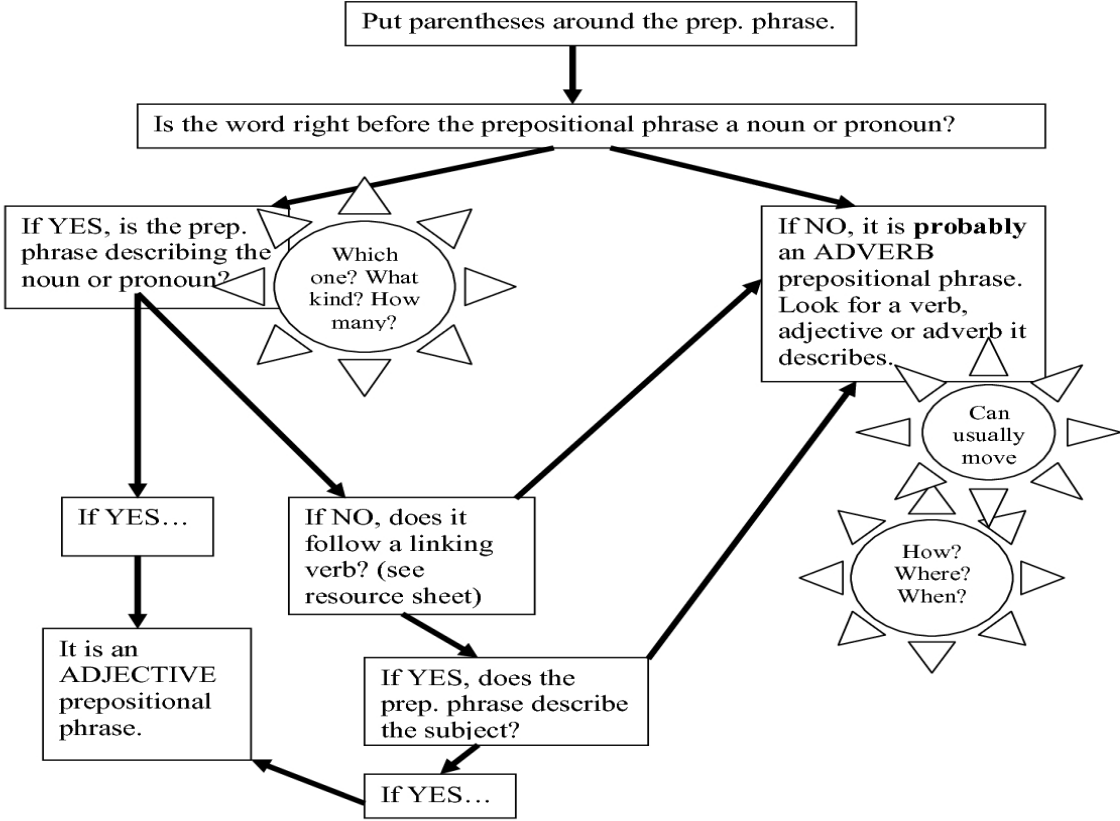 Put parentheses around the prep. phrase.
Is the word right before the prepositional phrase a noun or pronoun?
If YES, is the prep.
phrase describing the
noun or pronoun?
Which
one? What
kind? How
many?
If NO, it is probably
an ADVERB
prepositional phrase.
Look for a verb,
adjective or adverb it
describes.
Can
usually
move
How?
Where?
When?
If YES…
If NO, does it
follow a linking
verb? (see
resource sheet)
It is an
ADJECTIVE
prepositional
phrase.
If YES, does the
prep. phrase describe
the subject?
If YES…